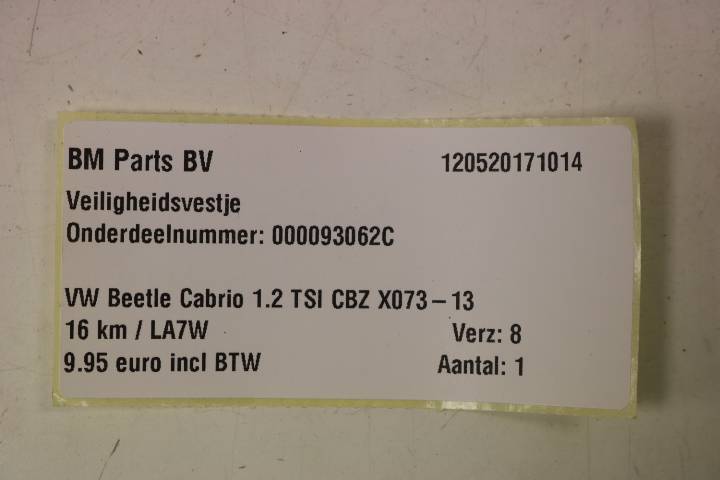 BM Parts BV 120520171014
Veiligheidsvestje
Onderdeelnummer: 000093062C
VW Beetle Cabrio 1.2 TSI CBZ X073-13
16 km / LA7W Verz: 8
9.95 euro incl BTW Aantal: 1